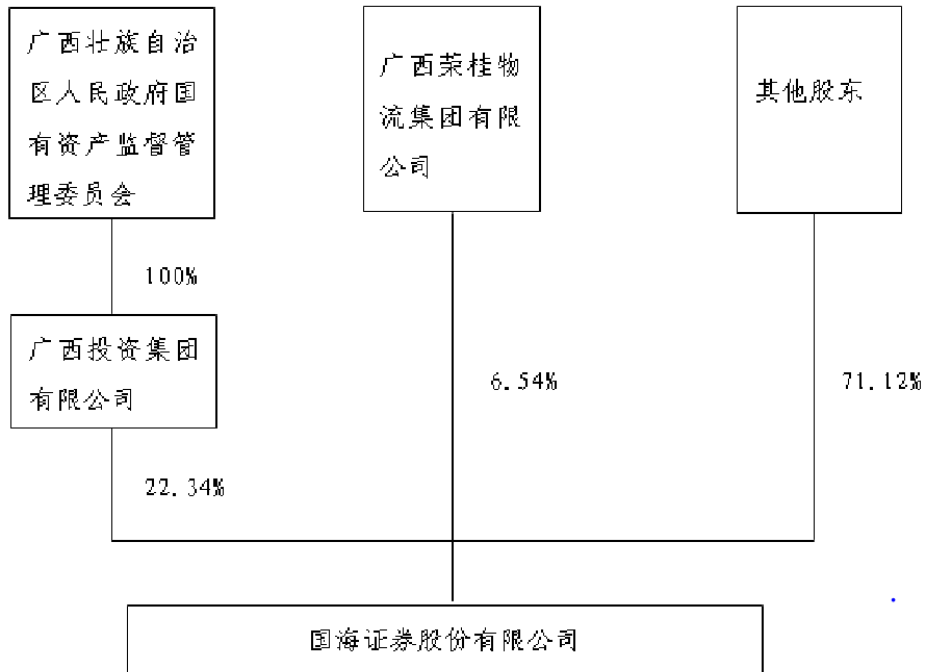 广西壮族自治
区人民政府国
有资产监督管
理委员会
广西荣桂物
流集团有限
公司
其他股东
100%
广西投资集团
有限公司
6.54%
71.12%
22.34%
国海证券股份有限公司